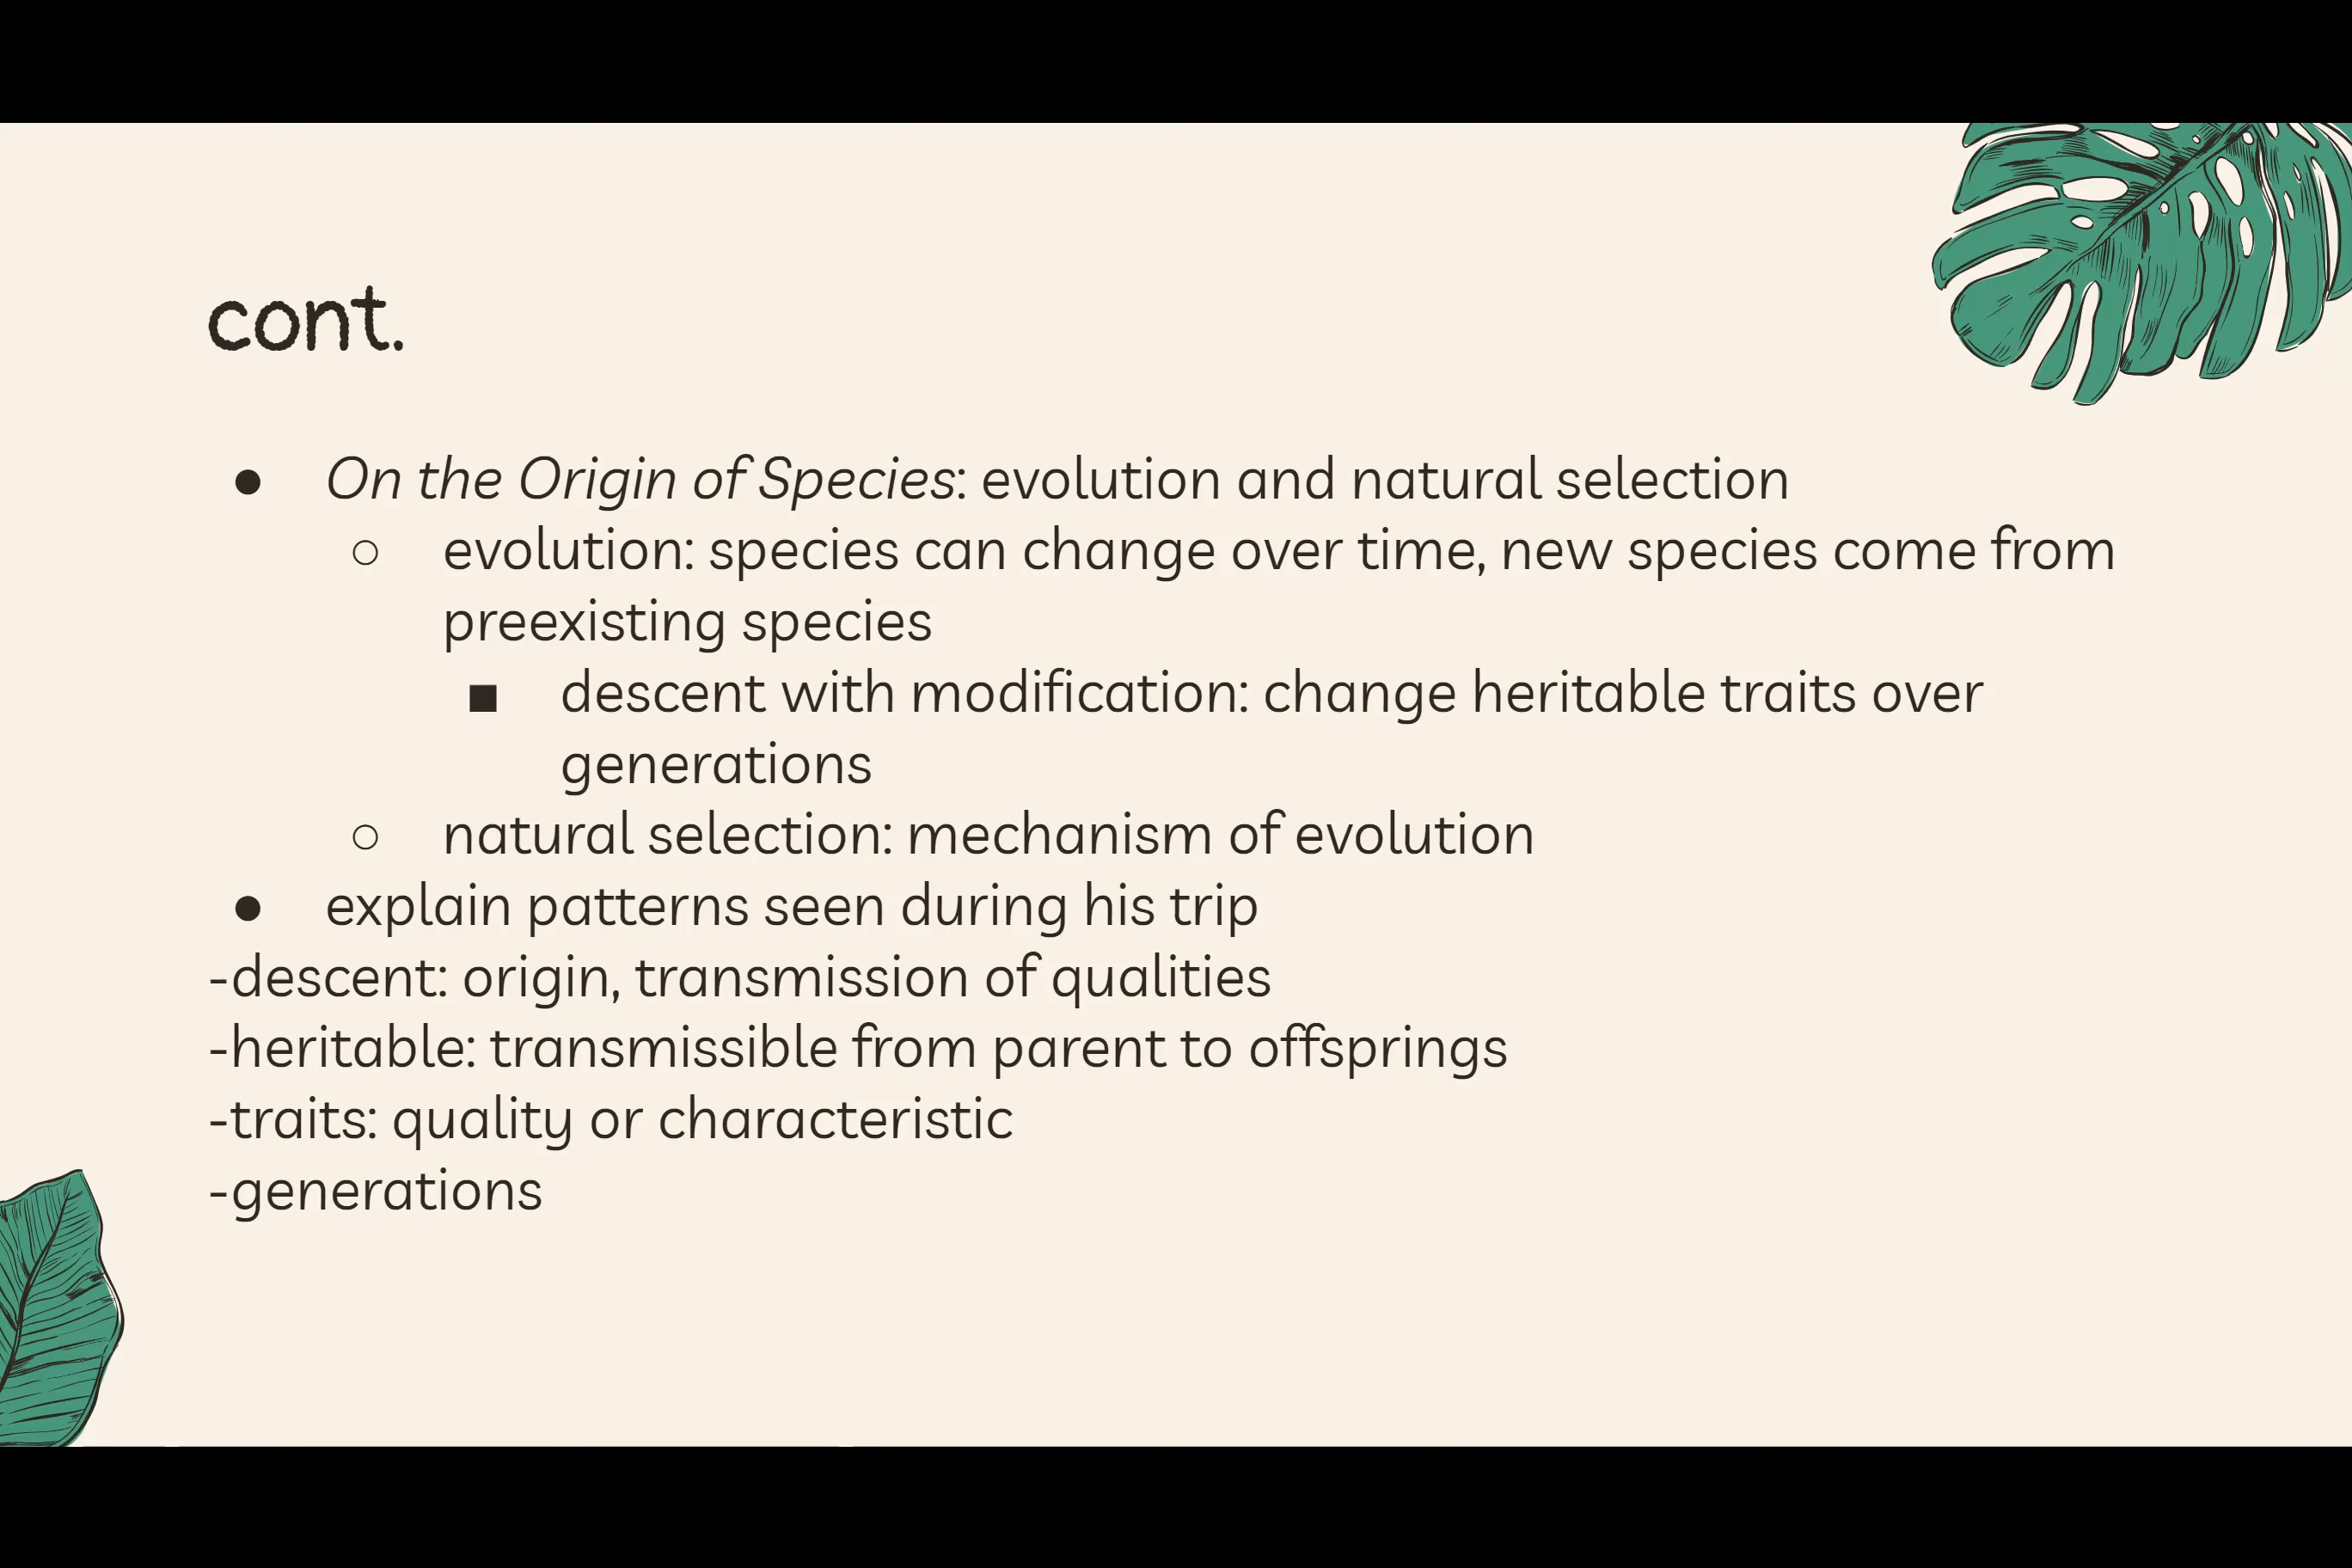 cont.
● On the Origin of Species: evolution and natural selection
○ evolution: species can change over time, new species come from
preexisting species
■ descent with modification: change heritable traits over
generations
○ natural selection: mechanism of evolution
● explain patterns seen during his trip
-descent: origin, transmission of qualities
-heritable: transmissible from parent to offsprings
-traits: quality or characteristic
-generations